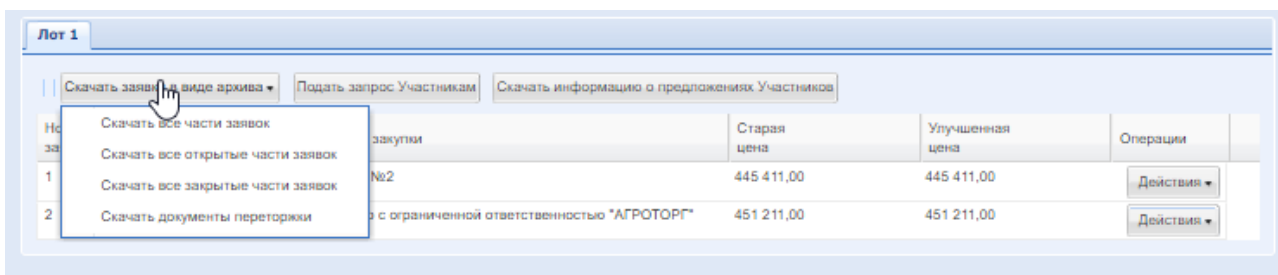 Лот 1
Скачать заявки в виде архива Подать запрос Участникам Скачать информацию о предложениях Участников
Скачать все части заявок
Скачать все открытые части заявок
Скачать все закрытые части заявок
Скачать документы переторжки
закупки Старая цена Улучшенная цена Операции
1 №2 445 411,00 445 411,00 Действия
2 с ограниченной ответственностью "АГРОТОРГ" 451 211,00 451 211,00 Действия